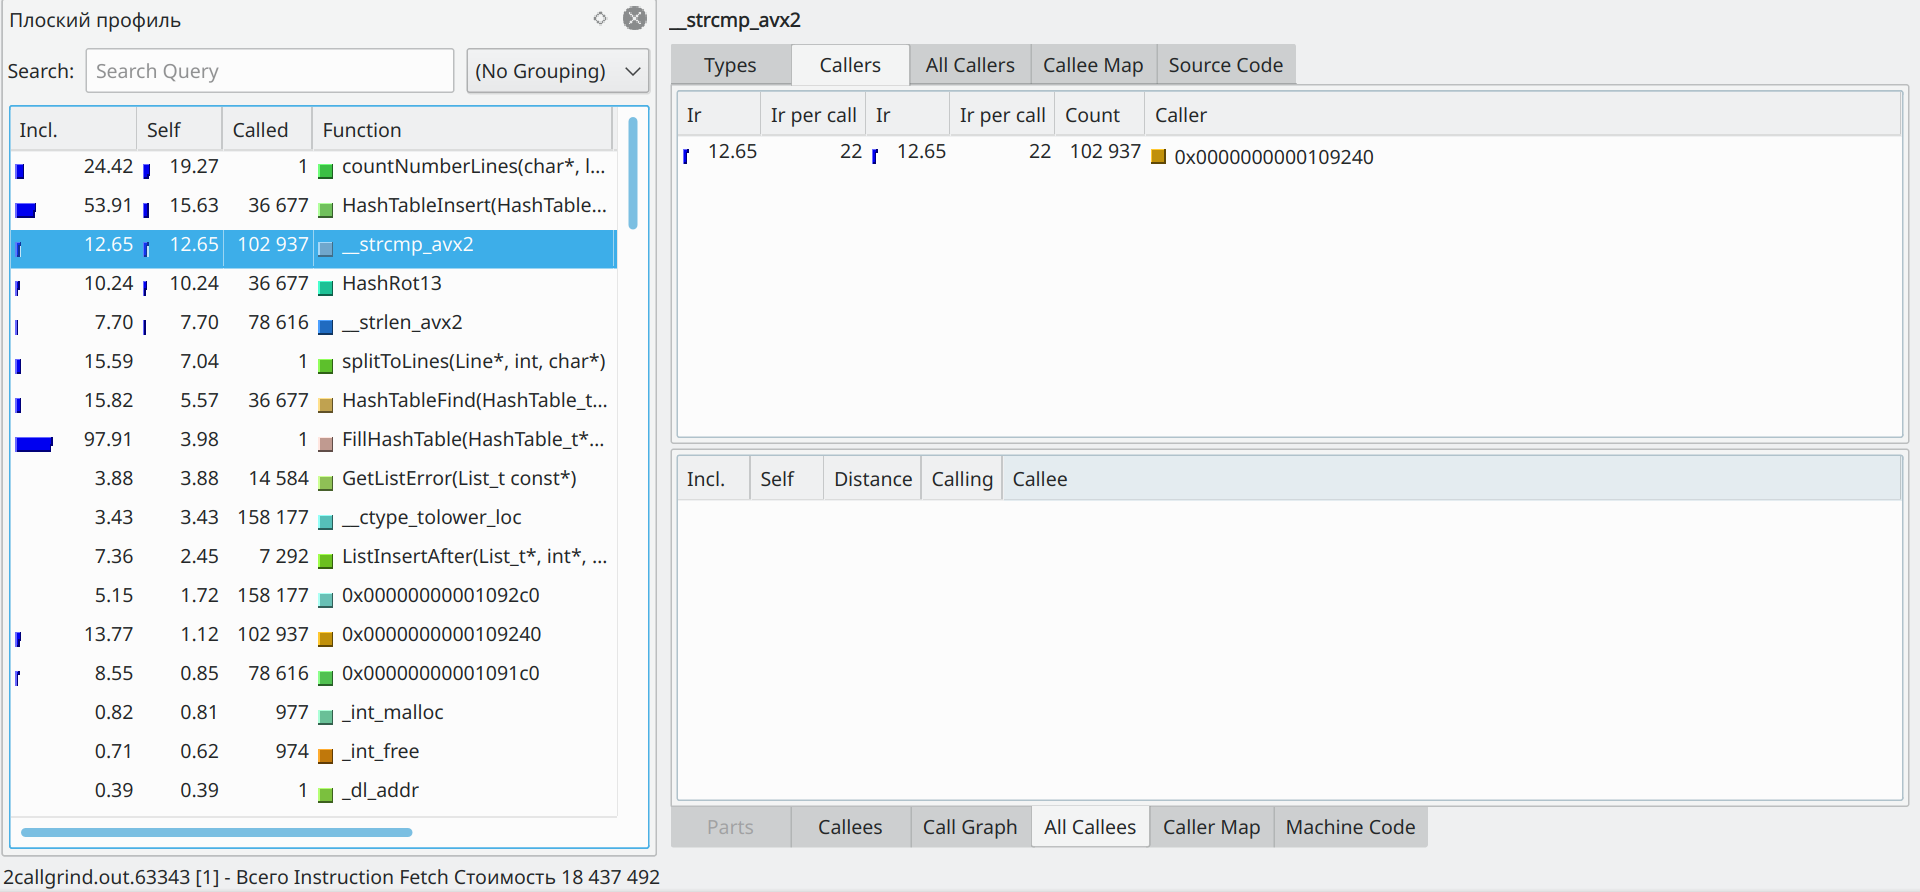 Плоский профиль
Search: Search Query (No Grouping)
Incl. Self Called Function
24.42 19.27 1 countNumberLines(char*, l...
53.91 15.63 36 677 HashTableInsert(HashTable...
12.65 12.65 102 937 __strcmp_avx2
10.24 10.24 36 677 HashRot13
7.70 7.70 78 616 __strlen_avx2
15.59 7.04 1 splitToLines(Line*, int, char*)
15.82 5.57 36 677 HashTableFind(HashTable_t...
97.91 3.98 1 FillHashTable(HashTable_t*...
3.88 3.88 14 584 GetListError(List_t const*)
3.43 3.43 158 177 __ctype_tolower_loc
7.36 2.45 7 292 ListInsertAfter(List_t*, int*, ...
5.15 1.72 158 177 0x00000000001092c0
13.77 1.12 102 937 0x0000000000109240
8.55 0.85 78 616 0x00000000001091c0
0.82 0.81 977 _int_malloc
0.71 0.62 974 _int_free
0.39 0.39 1 _dl_addr
__strcmp_avx2
Types Callers All Callers Callee Map Source Code
Ir Ir per call Ir Ir per call Count Caller
12.65 22 12.65 22 102 937 0x0000000000109240
Incl. Self Distance Calling Callee
Parts Callees Call Graph All Callees Caller Map Machine Code
2callgrind.out.63343 [1] - Всего Instruction Fetch Стоимость 18 437 492